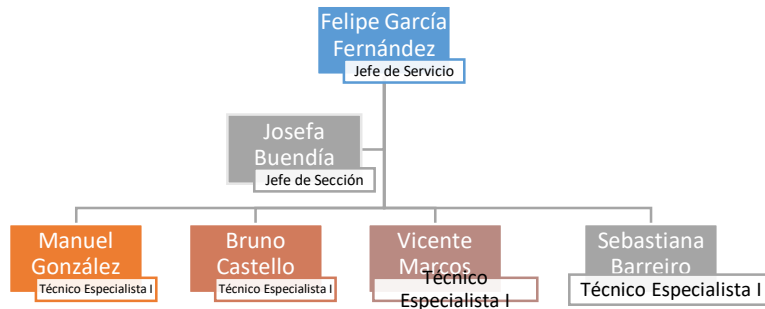 Felipe García
Fernández
Jefe de Servicio
Josefa
Buendía
Jefe de Sección
Manuel
González
Técnico Especialista I
Bruno
Castello
Técnico Especialista I
Vicente
Marcos
Técnico
Especialista I
Sebastiana
Barreiro
Técnico Especialista I